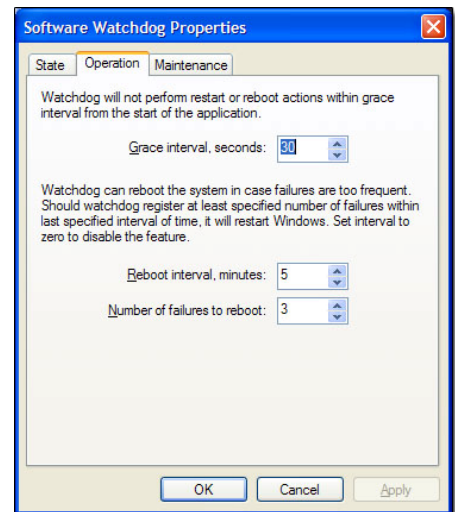 Software Watchdog Properties
State Operation Maintenance
Watchdog will not perform restart or reboot actions within grace
interval from the start of the application.
Grace interval, seconds: 30
Watchdog can reboot the system in case failures are too frequent.
Should watchdog register at least specified number of failures within
last specified interval of time, it will restart Windows. Set interval to
zero to disable the feature.
Reboot interval, minutes: 5
Number of failures to reboot: 3
OK Cancel Apply